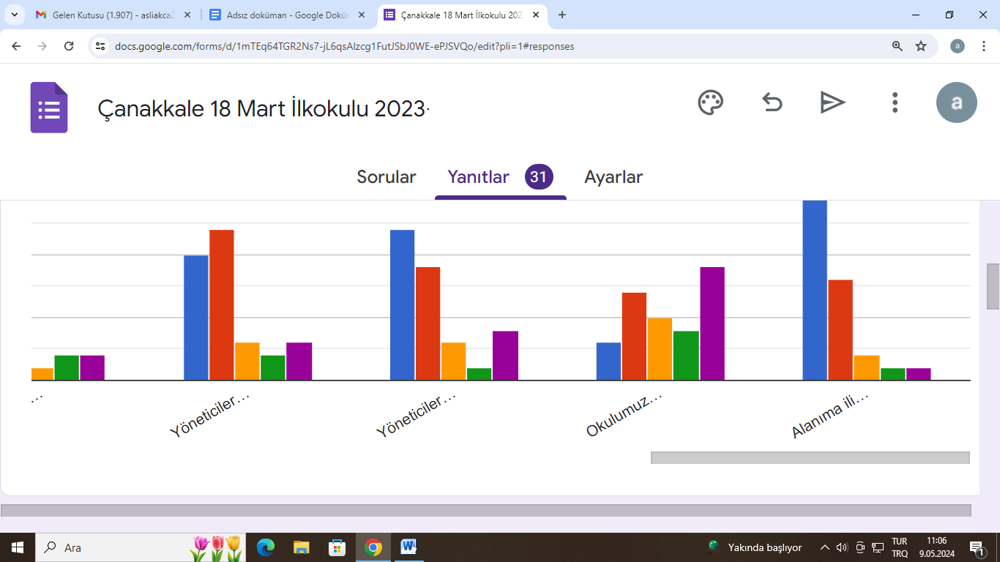 Gelen Kutusu (1.907) - asliakca2
Adsız doküman - Google Dokür
Çanakkale 18 Mart İlkokulu 202
docs.google.com/forms/d/1mTEq64TGR2Ns7-jL6qsAlzcg1FutJSbJ0WE-ePJSVQo/edit?pli=1#responses
a
Çanakkale 18 Mart İlkokulu 2023·
a
Sorular Yanıtlar 31 Ayarlar
...
Yöneticiler...
Yöneticiler...
Okulumuz...
Alanıma ili...
Ara
Yakında başlıyor
TUR
TRQ
11:06
9.05.2024
1